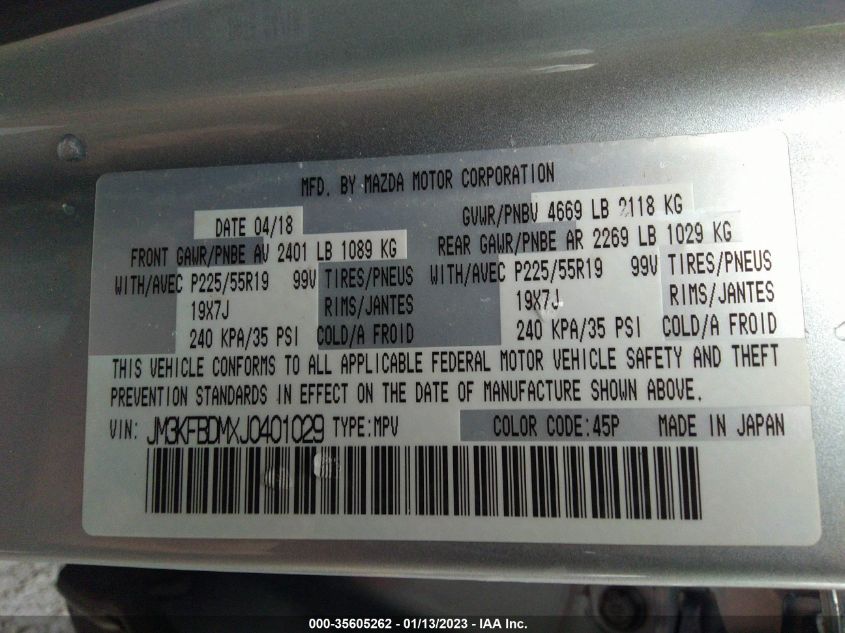 MFD. BY MAZDA MOTOR CORPORATION
DATE 04/18 GVWR/PNBV 4669 LB 2118 KG
FRONT GAWR/PNBE AV 2401 LB 1089 KG REAR GAWR/PNBE AR 2269 LB 1029 KG
WITH/AVEC P225/55R19 99V TIRES/PNEUS WITH/AVEC P225/55R19 99V TIRES/PNEUS
19X7J RIMS/JANTES 19X7J RIMS/JANTES
240 KPA/35 PSI COLD/A FROID 240 KPA/35 PSI COLD/A FROID
THIS VEHICLE CONFORMS TO ALL APPLICABLE FEDERAL MOTOR VEHICLE SAFETY AND THEFT
PREVENTION STANDARDS IN EFFECT ON THE DATE OF MANUFACTURE SHOWN ABOVE.
VIN: JM3KFBDMXJ0401029 TYPE:MPV COLOR CODE:45P MADE IN JAPAN
000-35605262 - 01/13/2023 - IAA Inc.